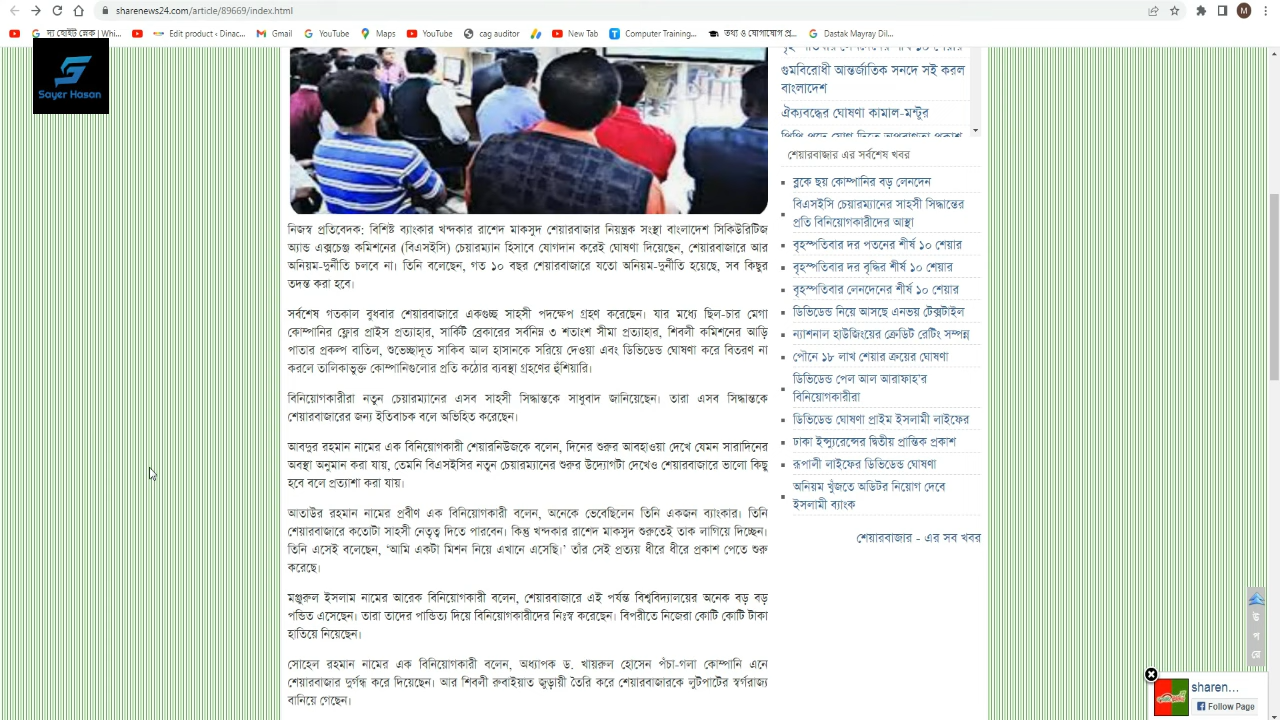 sharenews24.com/article/89669/index.html
M
দ্য হোইট স্নেক | Whi...
Edit product ‹ Dinac...
Gmail
YouTube
Maps
YouTube
cag auditor
New Tab
Computer Training...
তথ্য ও যোগাযোগ প্র...
Dastak Mayray Dil...
Sayer Hasan
গুমবিরোধী আন্তর্জাতিক সনদে সই করল
বাংলাদেশ
ঐক্যবদ্ধের ঘোষণা কামাল-মন্টুর
শেয়ারবাজার এর সর্বশেষ খবর
ব্লকে ছয় কোম্পানির বড় লেনদেন
বিএসইসি চেয়ারম্যানের সাহসী সিদ্ধান্তের
প্রতি বিনিয়োগকারীদের আস্থা
বৃহস্পতিবার দর পতনের শীর্ষ ১০ শেয়ার
বৃহস্পতিবার দর বৃদ্ধির শীর্ষ ১০ শেয়ার
বৃহস্পতিবার লেনদেনের শীর্ষ ১০ শেয়ার
ডিভিডেন্ড নিয়ে আসছে এনভয় টেক্সটাইল
ন্যাশনাল হাউজিংয়ের ক্রেডিট রেটিং সম্পন্ন
পৌনে ১৮ লাখ শেয়ার ক্রয়ের ঘোষণা
ডিভিডেন্ড পেল আল আরাফাহ'র
বিনিয়োগকারীরা
ডিভিডেন্ড ঘোষণা প্রাইম ইসলামী লাইফের
ঢাকা ইন্স্যুরেন্সের দ্বিতীয় প্রান্তিক প্রকাশ
রূপালী লাইফের ডিভিডেন্ড ঘোষণা
অনিয়ম খুঁজতে অডিটর নিয়োগ দেবে
ইসলামী ব্যাংক
শেয়ারবাজার - এর সব খবর
নিজস্ব প্রতিবেদক: বিশিষ্ট ব্যাংকার খন্দকার রাশেদ মাকসুদ শেয়ারবাজার নিয়ন্ত্রক সংস্থা বাংলাদেশ সিকিউরিটিজ
অ্যান্ড এক্সচেঞ্জ কমিশনের (বিএসইসি) চেয়ারম্যান হিসাবে যোগদান করেই ঘোষণা দিয়েছেন, শেয়ারবাজারে আর
অনিয়ম-দুর্নীতি চলবে না। তিনি বলেছেন, গত ১০ বছর শেয়ারবাজারে যতো অনিয়ম-দুর্নীতি হয়েছে, সব কিছুর
তদন্ত করা হবে।
সর্বশেষ গতকাল বুধবার শেয়ারবাজারে একগুচ্ছ সাহসী পদক্ষেপ গ্রহণ করেছেন। যার মধ্যে ছিল-চার মেগা
কোম্পানির ফ্লোর প্রাইস প্রত্যাহার, সার্কিট ব্রেকারের সর্বনিম্ন ৩ শতাংশ সীমা প্রত্যাহার, শিবলী কমিশনের আড়ি
পাতার প্রকল্প বাতিল, শুভেচ্ছাদূত সাকিব আল হাসানকে সরিয়ে দেওয়া এবং ডিভিডেন্ড ঘোষণা করে বিতরণ না
করলে তালিকাভুক্ত কোম্পানিগুলোর প্রতি কঠোর ব্যবস্থা গ্রহণের হুঁশিয়ারি।
বিনিয়োগকারীরা নতুন চেয়ারম্যানের এসব সাহসী সিদ্ধান্তকে সাধুবাদ জানিয়েছেন। তারা এসব সিদ্ধান্তকে
শেয়ারবাজারের জন্য ইতিবাচক বলে অভিহিত করেছেন।
আবদুর রহমান নামের এক বিনিয়োগকারী শেয়ারনিউজকে বলেন, দিনের শুরুর আবহাওয়া দেখে যেমন সারাদিনের
অবস্থা অনুমান করা যায়, তেমনি বিএসইসির নতুন চেয়ারম্যানের শুরুর উদ্যোগটা দেখেও শেয়ারবাজারে ভালো কিছু
হবে বলে প্রত্যাশা করা যায়।
আতাউর রহমান নামের প্রবীণ এক বিনিয়োগকারী বলেন, অনেকে ভেবেছিলেন তিনি একজন ব্যাংকার। তিনি
শেয়ারবাজারে কতোটা সাহসী নেতৃত্ব দিতে পারবেন। কিন্তু খন্দকার রাশেদ মাকসুদ শুরুতেই তাক লাগিয়ে দিচ্ছেন।
তিনি এসেই বলেছেন, 'আমি একটা মিশন নিয়ে এখানে এসেছি।' তাঁর সেই প্রত্যয় ধীরে ধীরে প্রকাশ পেতে শুরু
করেছে।
মঞ্জুরুল ইসলাম নামের আরেক বিনিয়োগকারী বলেন, শেয়ারবাজারে এই পর্যন্ত বিশ্ববিদ্যালয়ের অনেক বড় বড়
পন্ডিত এসেছেন। তারা তাদের পান্ডিত্য দিয়ে বিনিয়োগকারীদের নিঃস্ব করেছেন। বিপরীতে নিজেরা কোটি কোটি টাকা
হাতিয়ে নিয়েছেন।
সোহেল রহমান নামের এক বিনিয়োগকারী বলেন, অধ্যাপক ড. খায়রুল হোসেন পঁচা-গলা কোম্পানি এনে
শেয়ারবাজার দুর্গন্ধ করে দিয়েছেন। আর শিবলী রুবাইয়াত জুড়ায়ী তৈরি করে শেয়ারবাজারকে লুটপাটের স্বর্গরাজ্য
বানিয়ে গেছেন।
উ
প
রে
sharen...
Follow Page